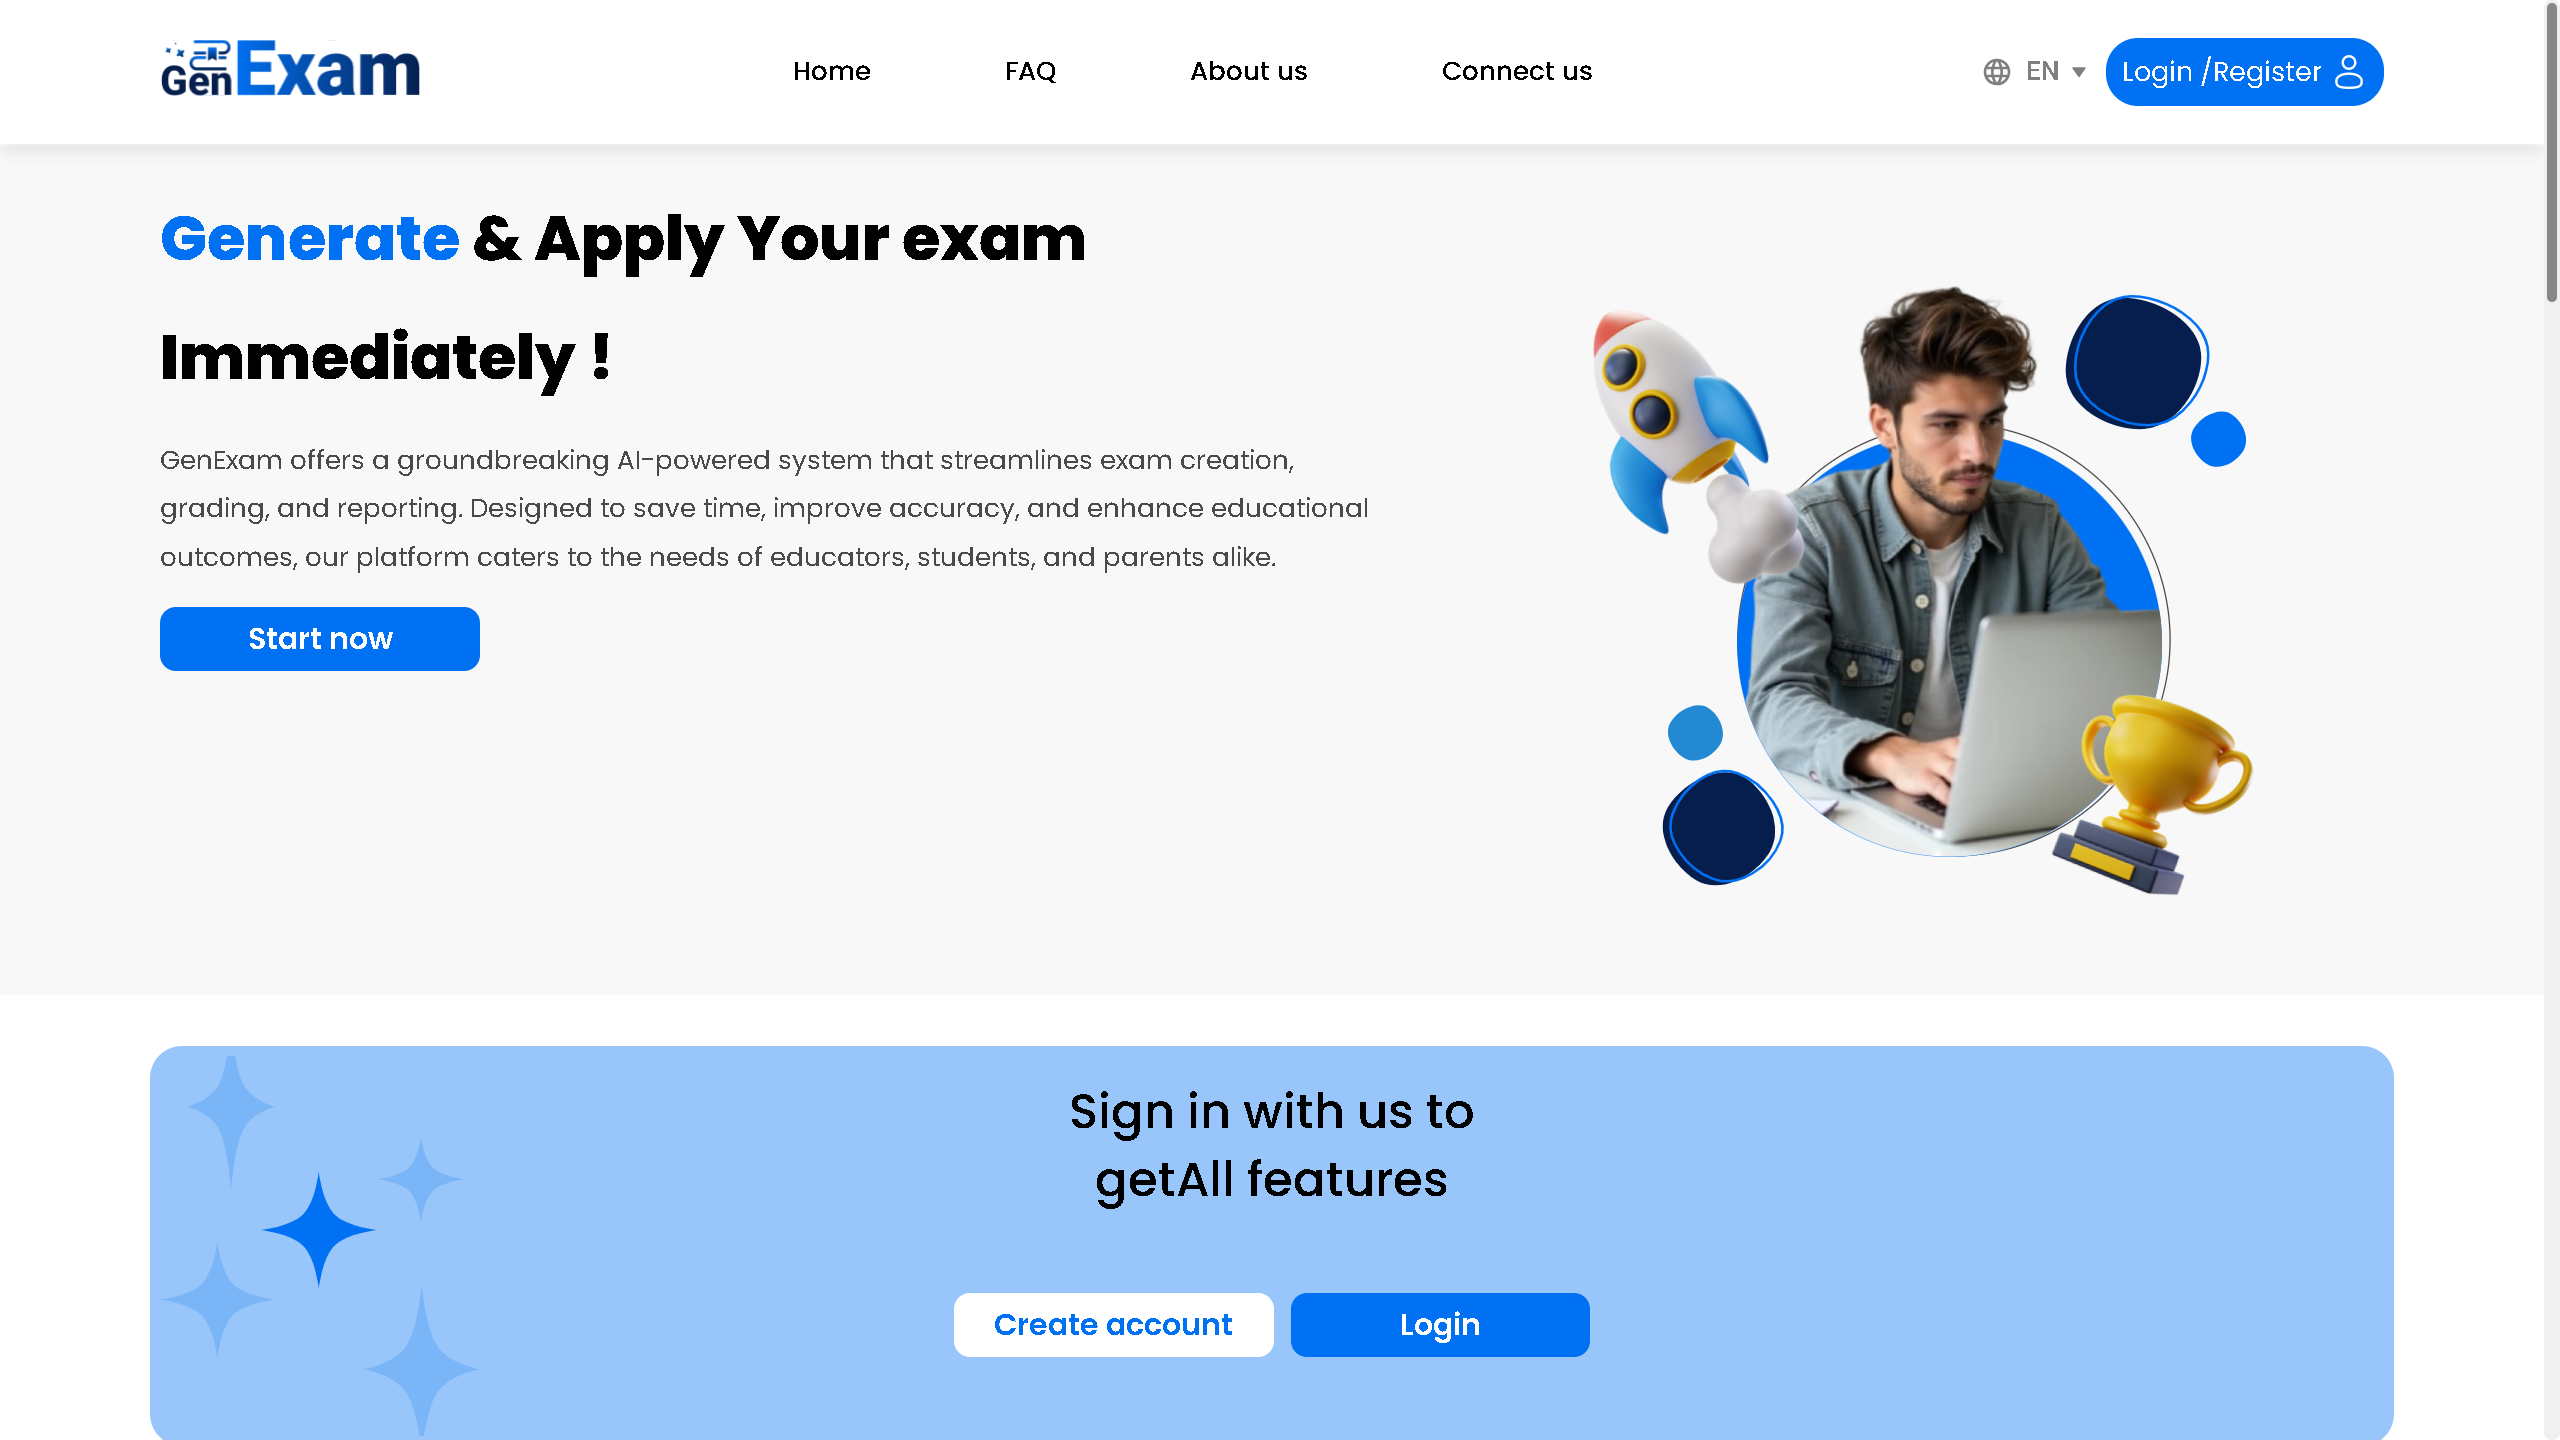 Gen Exam
Home
FAQ
About us
Connect us
EN
Login /Register
Generate & Apply Your exam
Immediately !
GenExam offers a groundbreaking AI-powered system that streamlines exam creation,
grading, and reporting. Designed to save time, improve accuracy, and enhance educational
outcomes, our platform caters to the needs of educators, students, and parents alike.
Start now
Sign in with us to
getAll features
Create account
Login